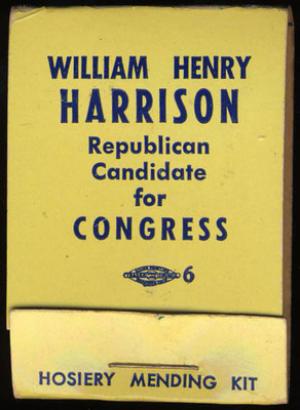 WILLIAM HENRY
HARRISON
Republican
Candidate
for
CONGRESS
6
HOSIERY MENDING KIT